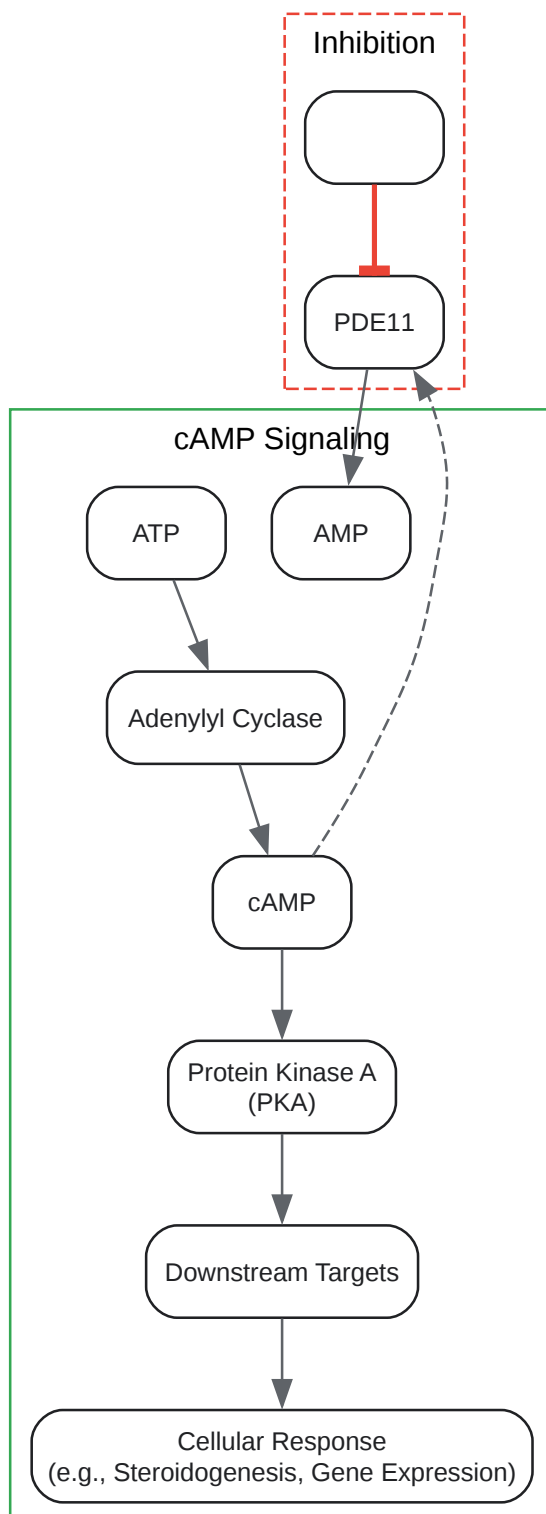 Inhibition
PDE11
cAMP Signaling
ATP
AMP
Adenylyl Cyclase
cAMP
Protein Kinase A
(PKA)
Downstream Targets
Cellular Response
(e.g., Steroidogenesis, Gene Expression)